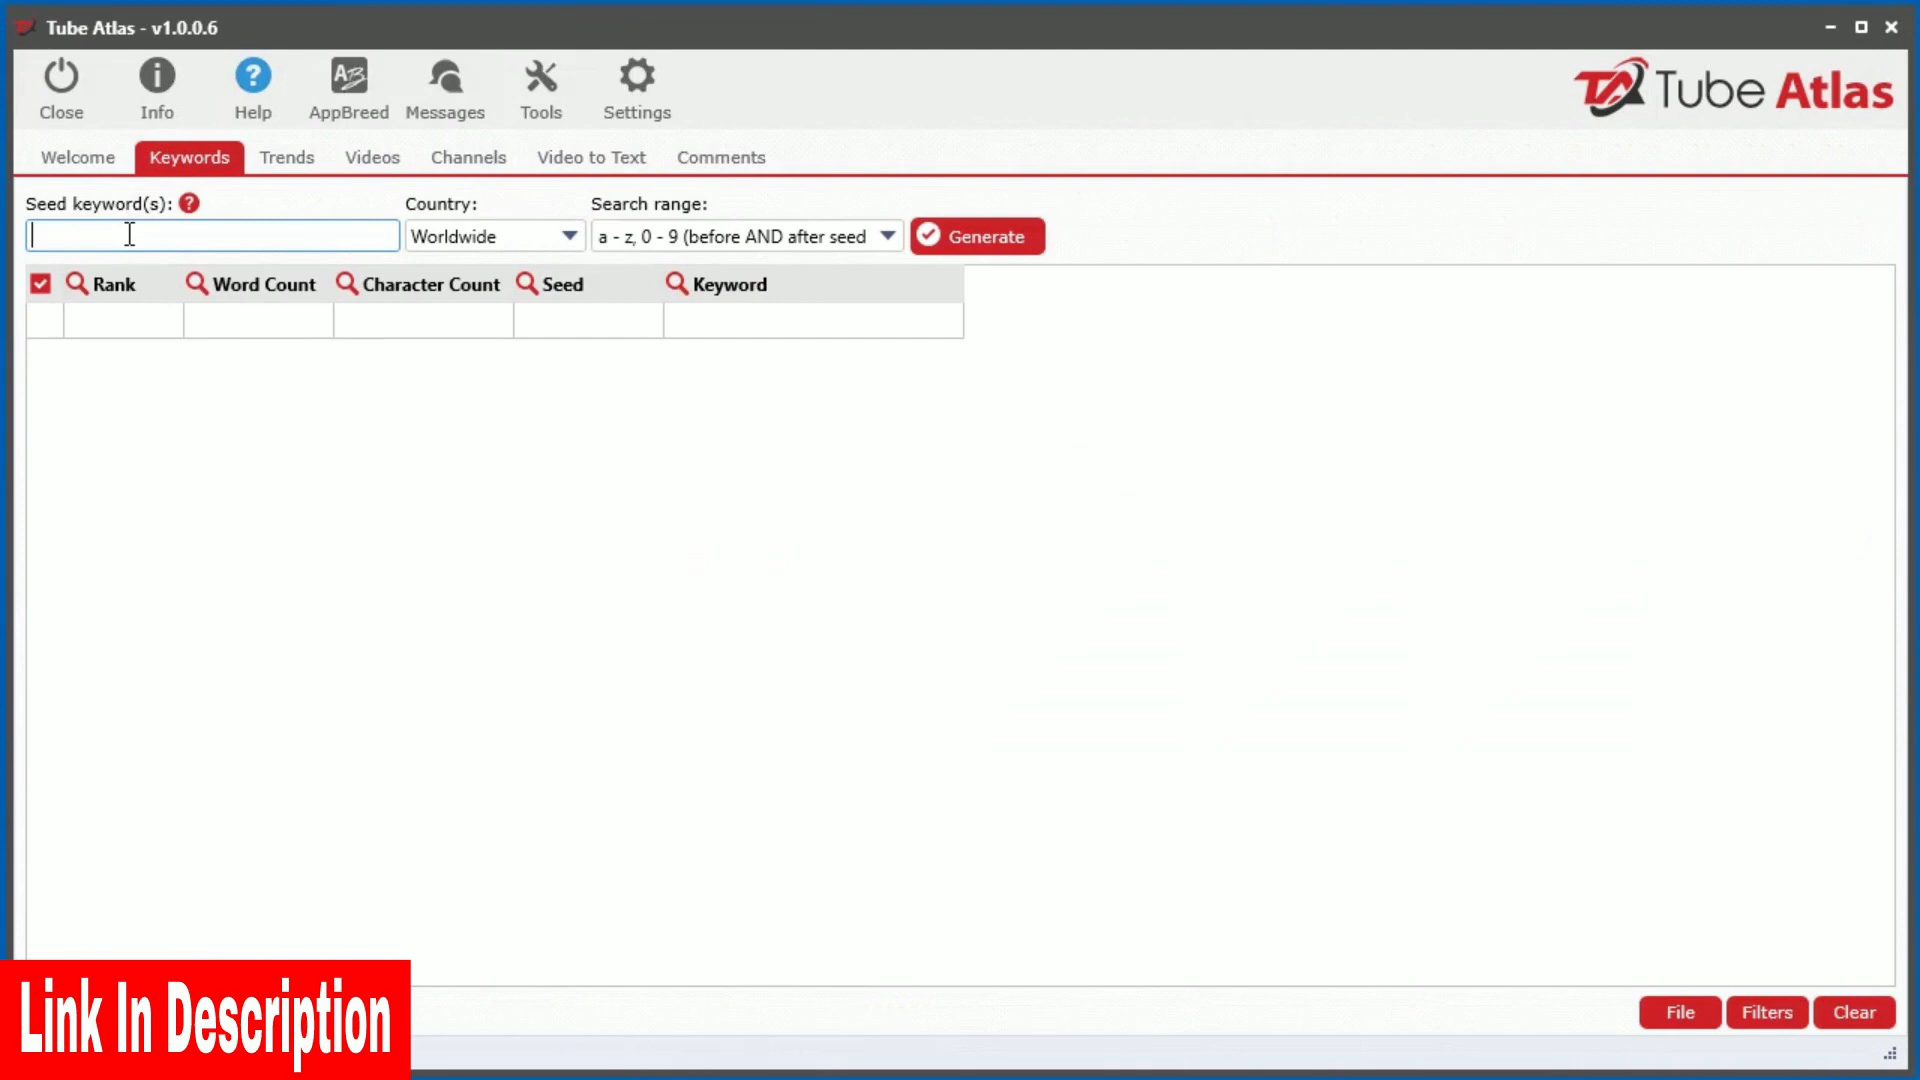 Tube Atlas - v1.0.0.6
Close Info Help AppBreed Messages Tools Settings
Tube Atlas
Welcome Keywords Trends Videos Channels Video to Text Comments
Seed keyword(s): Country: Search range:
Worldwide a - z, 0 - 9 (before AND after seed Generate
Rank Word Count Character Count Seed Keyword
File Filters Clear
Link In Description